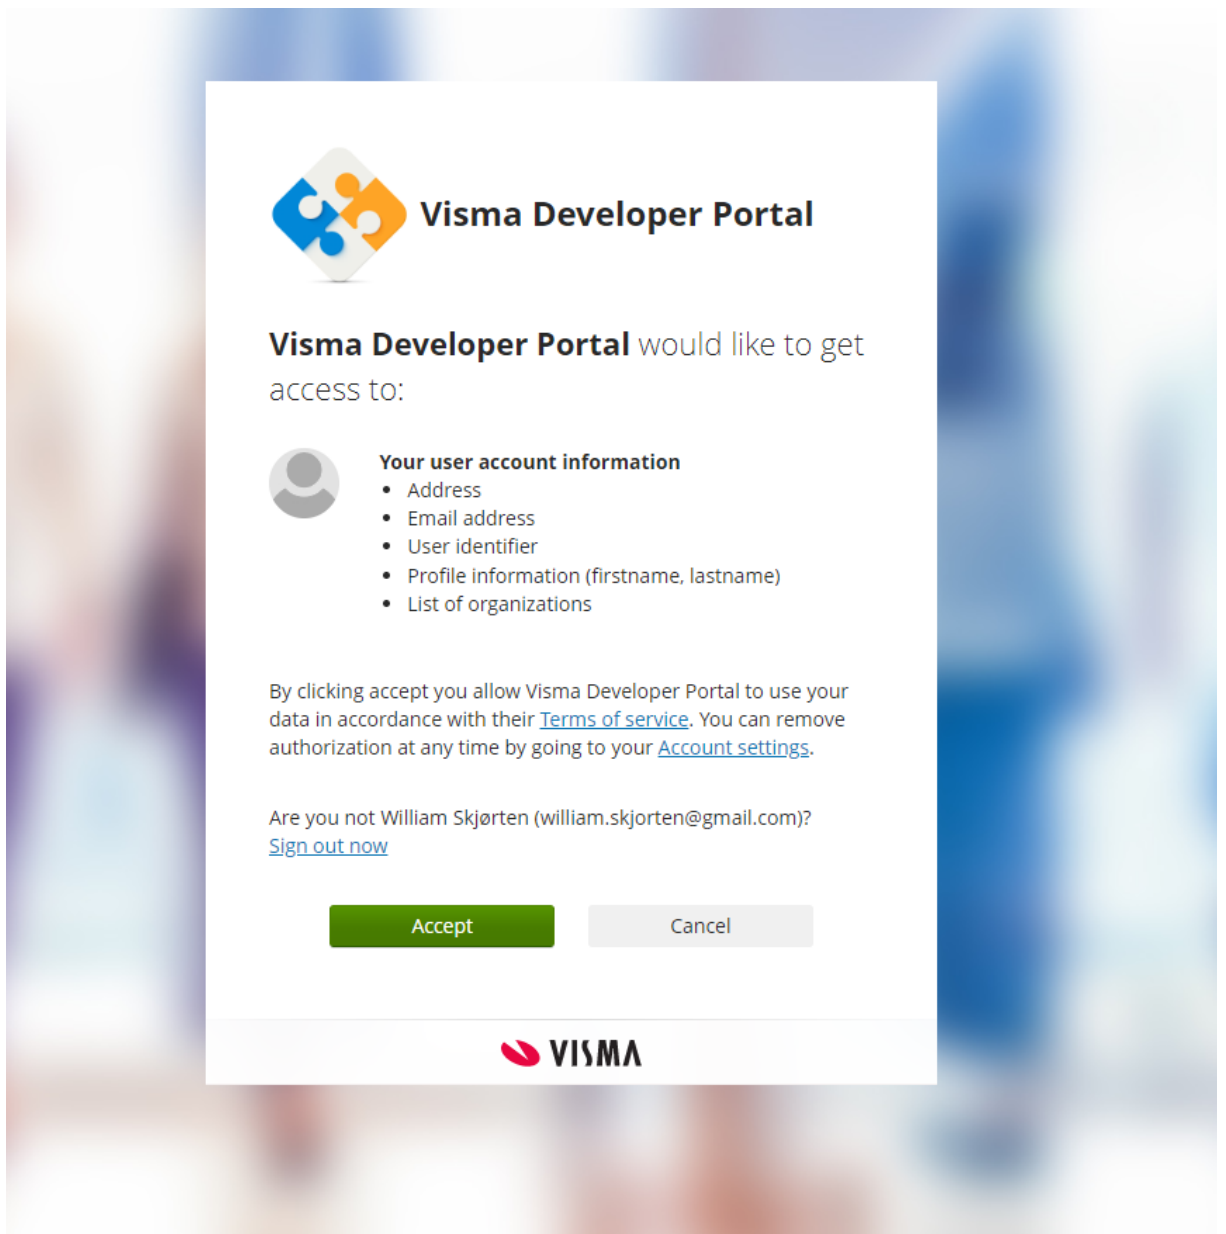 Visma Developer Portal
Visma Developer Portal would like to get
access to:
Your user account information
• Address
• Email address
• User identifier
• Profile information (firstname, lastname)
• List of organizations
By clicking accept you allow Visma Developer Portal to use your
data in accordance with their Terms of service. You can remove
authorization at any time by going to your Account settings.
Are you not William Skjørten (william.skjorten@gmail.com)?
Sign out now
Accept
Cancel
VISMA